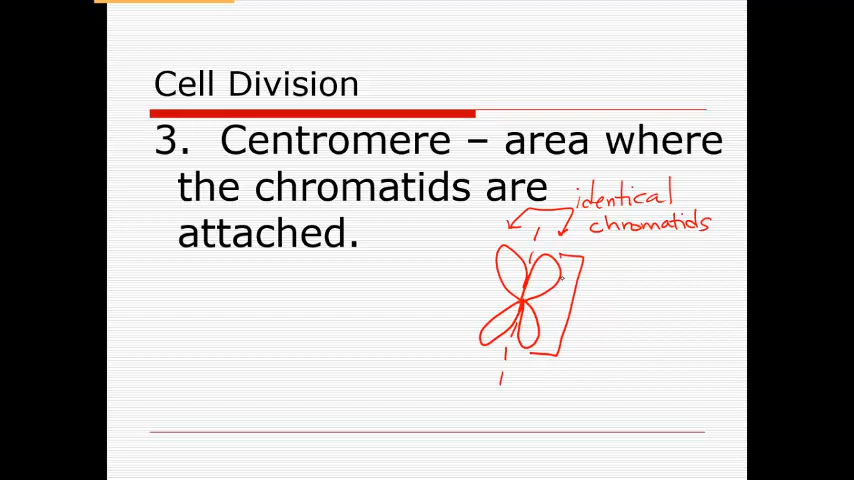 Cell Division
3. Centromere – area where
the chromatids are
attached.
identical
chromatids